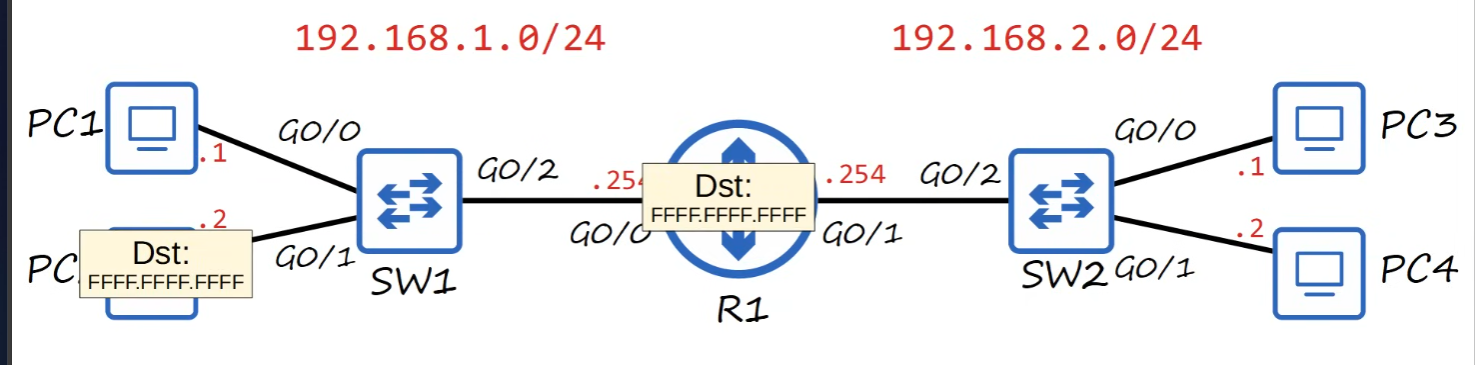 192.168.1.0/24
192.168.2.0/24
PC1
.1
G0/0
G0/2
.254
G0/0
Dst:
FFFF.FFFF.FFFF
R1
.254
G0/1
G0/2
G0/0
PC3
.1
.2
Dst:
FFFF.FFFF.FFFF
G0/1
SW1
SW2
G0/1
.2
PC4